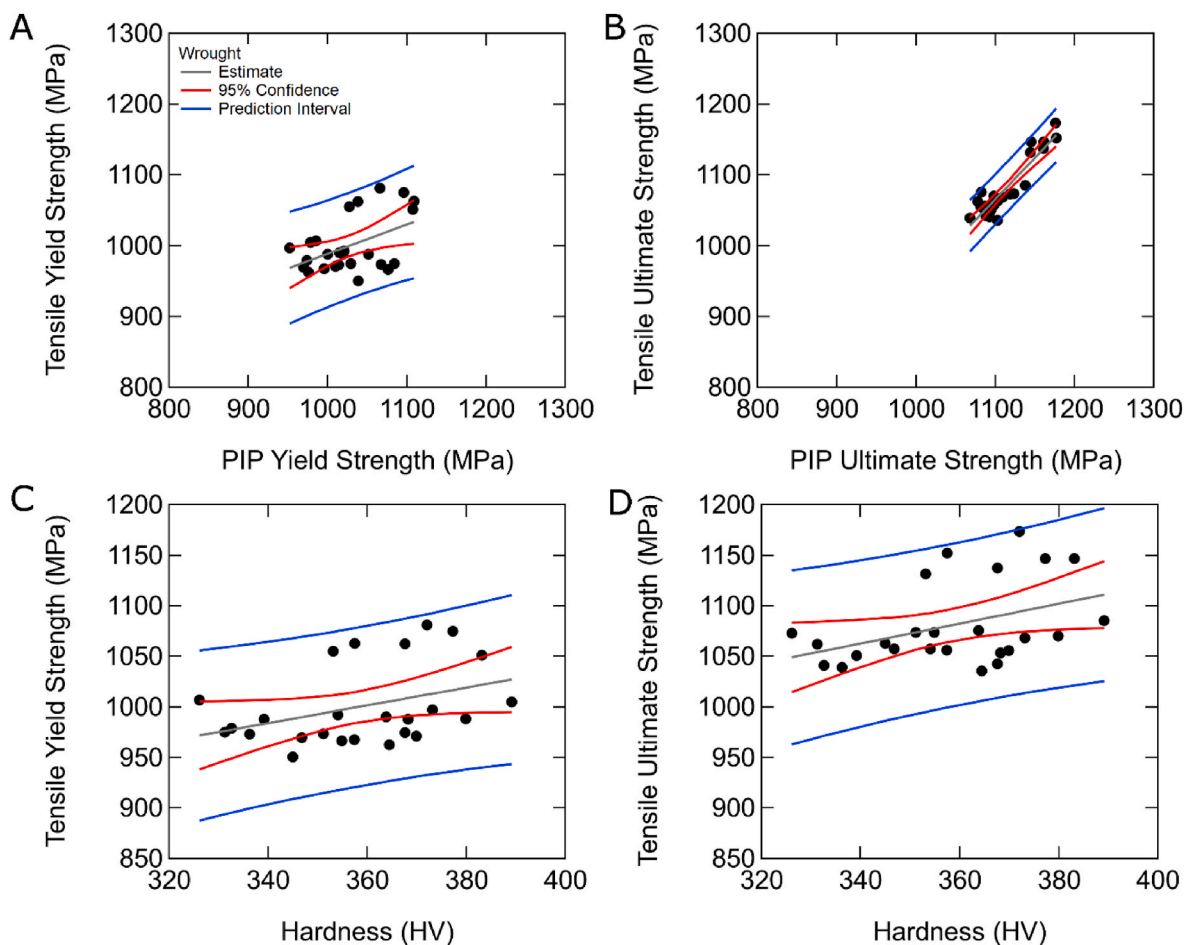 A
Tensile Yield Strength (MPa)
1300
1200
1100
1000
900
800
800 900 1000 1100 1200 1300
PIP Yield Strength (MPa)
Wrought
Estimate
95% Confidence
Prediction Interval
B
Tensile Ultimate Strength (MPa)
1300
1200
1100
1000
900
800
800 900 1000 1100 1200 1300
PIP Ultimate Strength (MPa)
C
Tensile Yield Strength (MPa)
1200
1150
1100
1050
1000
950
900
850
320 340 360 380 400
Hardness (HV)
D
Tensile Ultimate Strength (MPa)
1200
1150
1100
1050
1000
950
900
850
320 340 360 380 400
Hardness (HV)